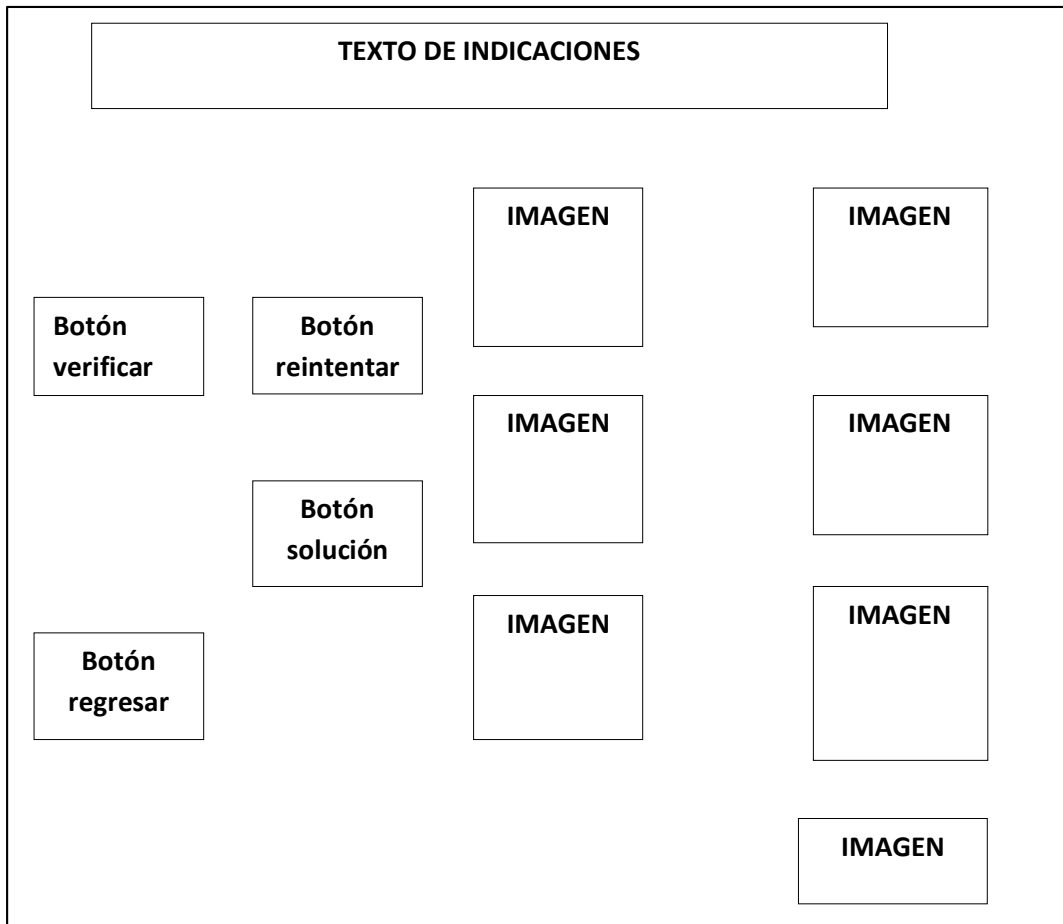 TEXTO DE INDICACIONES
IMAGEN
IMAGEN
Botón
verificar
Botón
reintentar
IMAGEN
IMAGEN
Botón
solución
IMAGEN
IMAGEN
Botón
regresar
IMAGEN